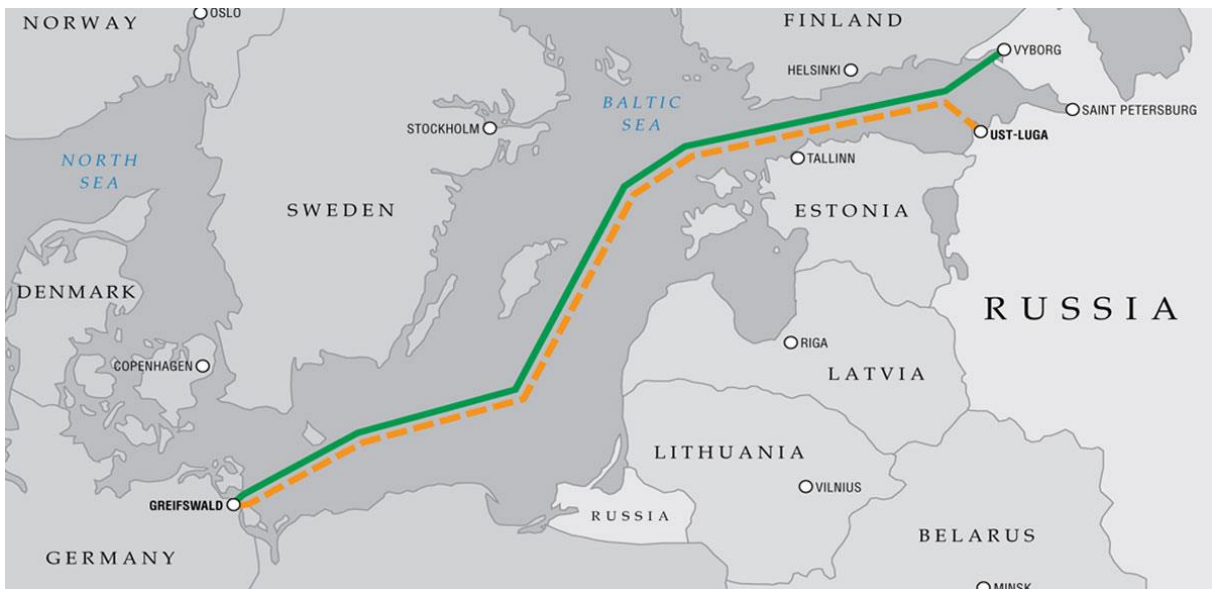 OSLO
NORWAY
FINLAND
VYBORG
HELSINKI
BALTIC
SEA
SAINT PETERSBURG
STOCKHOLM
UST-LUGA
NORTH
SEA
TALLINN
SWEDEN
ESTONIA
DENMARK
RUSSIA
RIGA
COPENHAGEN
LATVIA
LITHUANIA
VILNIUS
GREIFSWALD
RUSSIA
BELARUS
GERMANY
MINSK